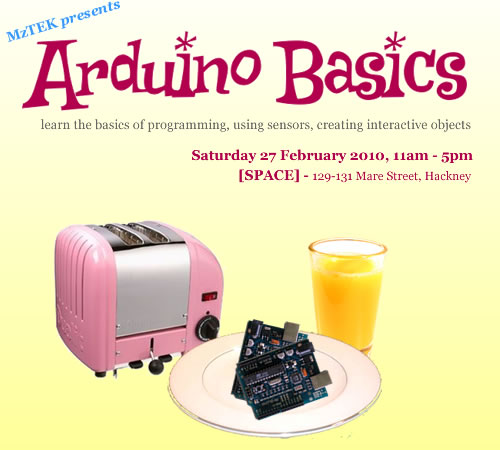 MzTEK presents
Arduino Basics
learn the basics of programming, using sensors, creating interactive objects
Saturday 27 February 2010, 11am - 5pm
[SPACE] - 129-131 Mare Street, Hackney